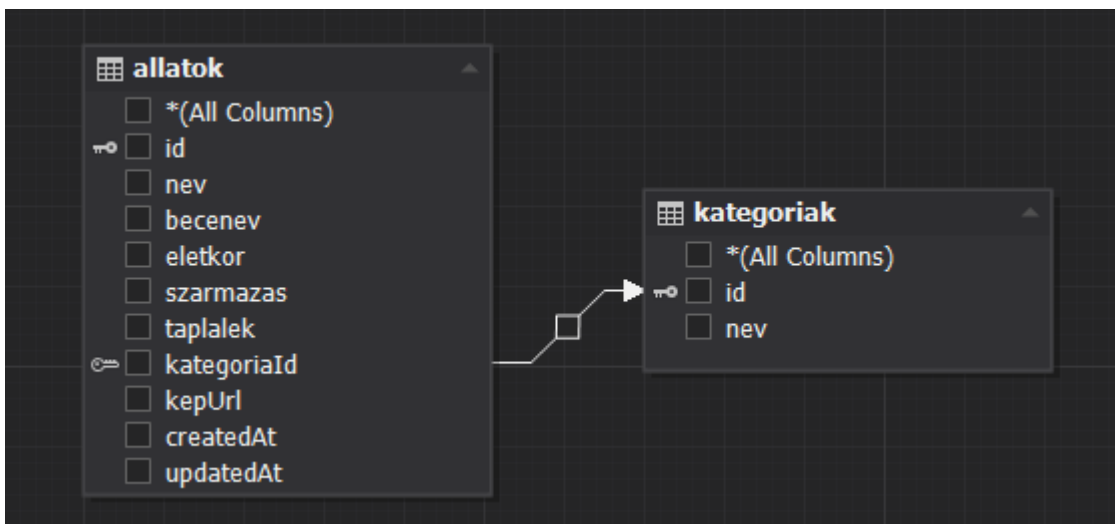 allatok
*(All Columns)
id
nev
becenev
eletkor
szarmazas
taplalek
kategoriaId
kepUrl
createdAt
updatedAt
kategoriak
*(All Columns)
id
nev